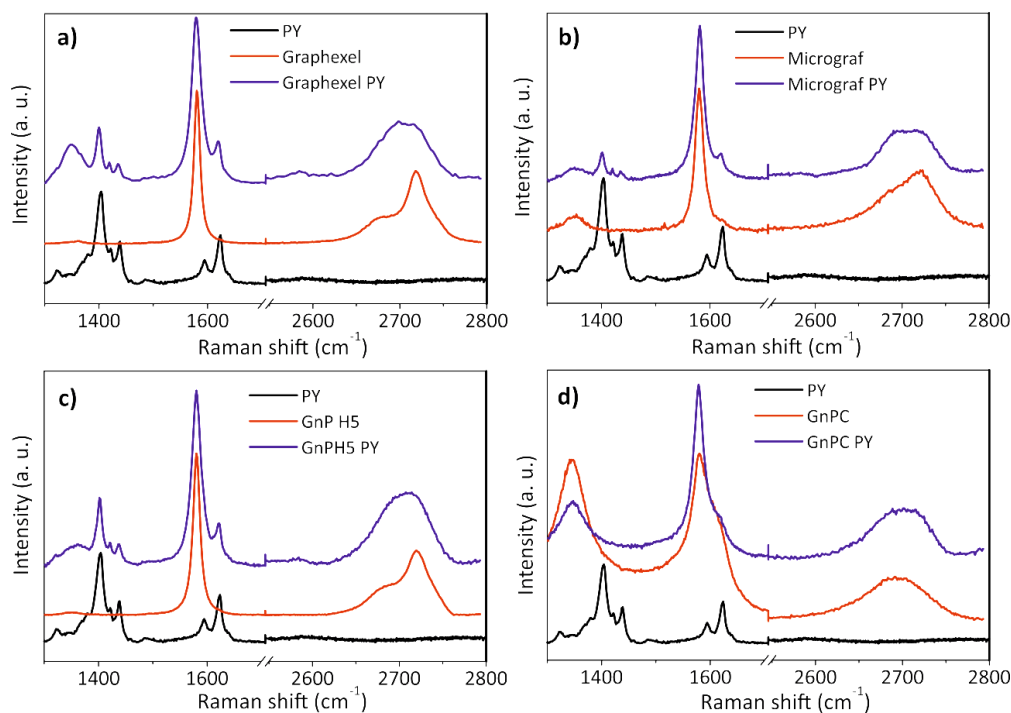 a)
PY
Graphexel
Graphexel PY
Intensity (a. u.)
1400 1600 2600 2700 2800
Raman shift (cm-1)
b)
PY
Micrograf
Micrograf PY
Intensity (a. u.)
1400 1600 2600 2700 2800
Raman shift (cm-1)
c)
PY
GnP H5
GnPH5 PY
Intensity (a. u.)
1400 1600 2600 2700 2800
Raman shift (cm-1)
d)
PY
GnPC
GnPC PY
Intensity (a. u.)
1400 1600 2600 2700 2800
Raman shift (cm-1)